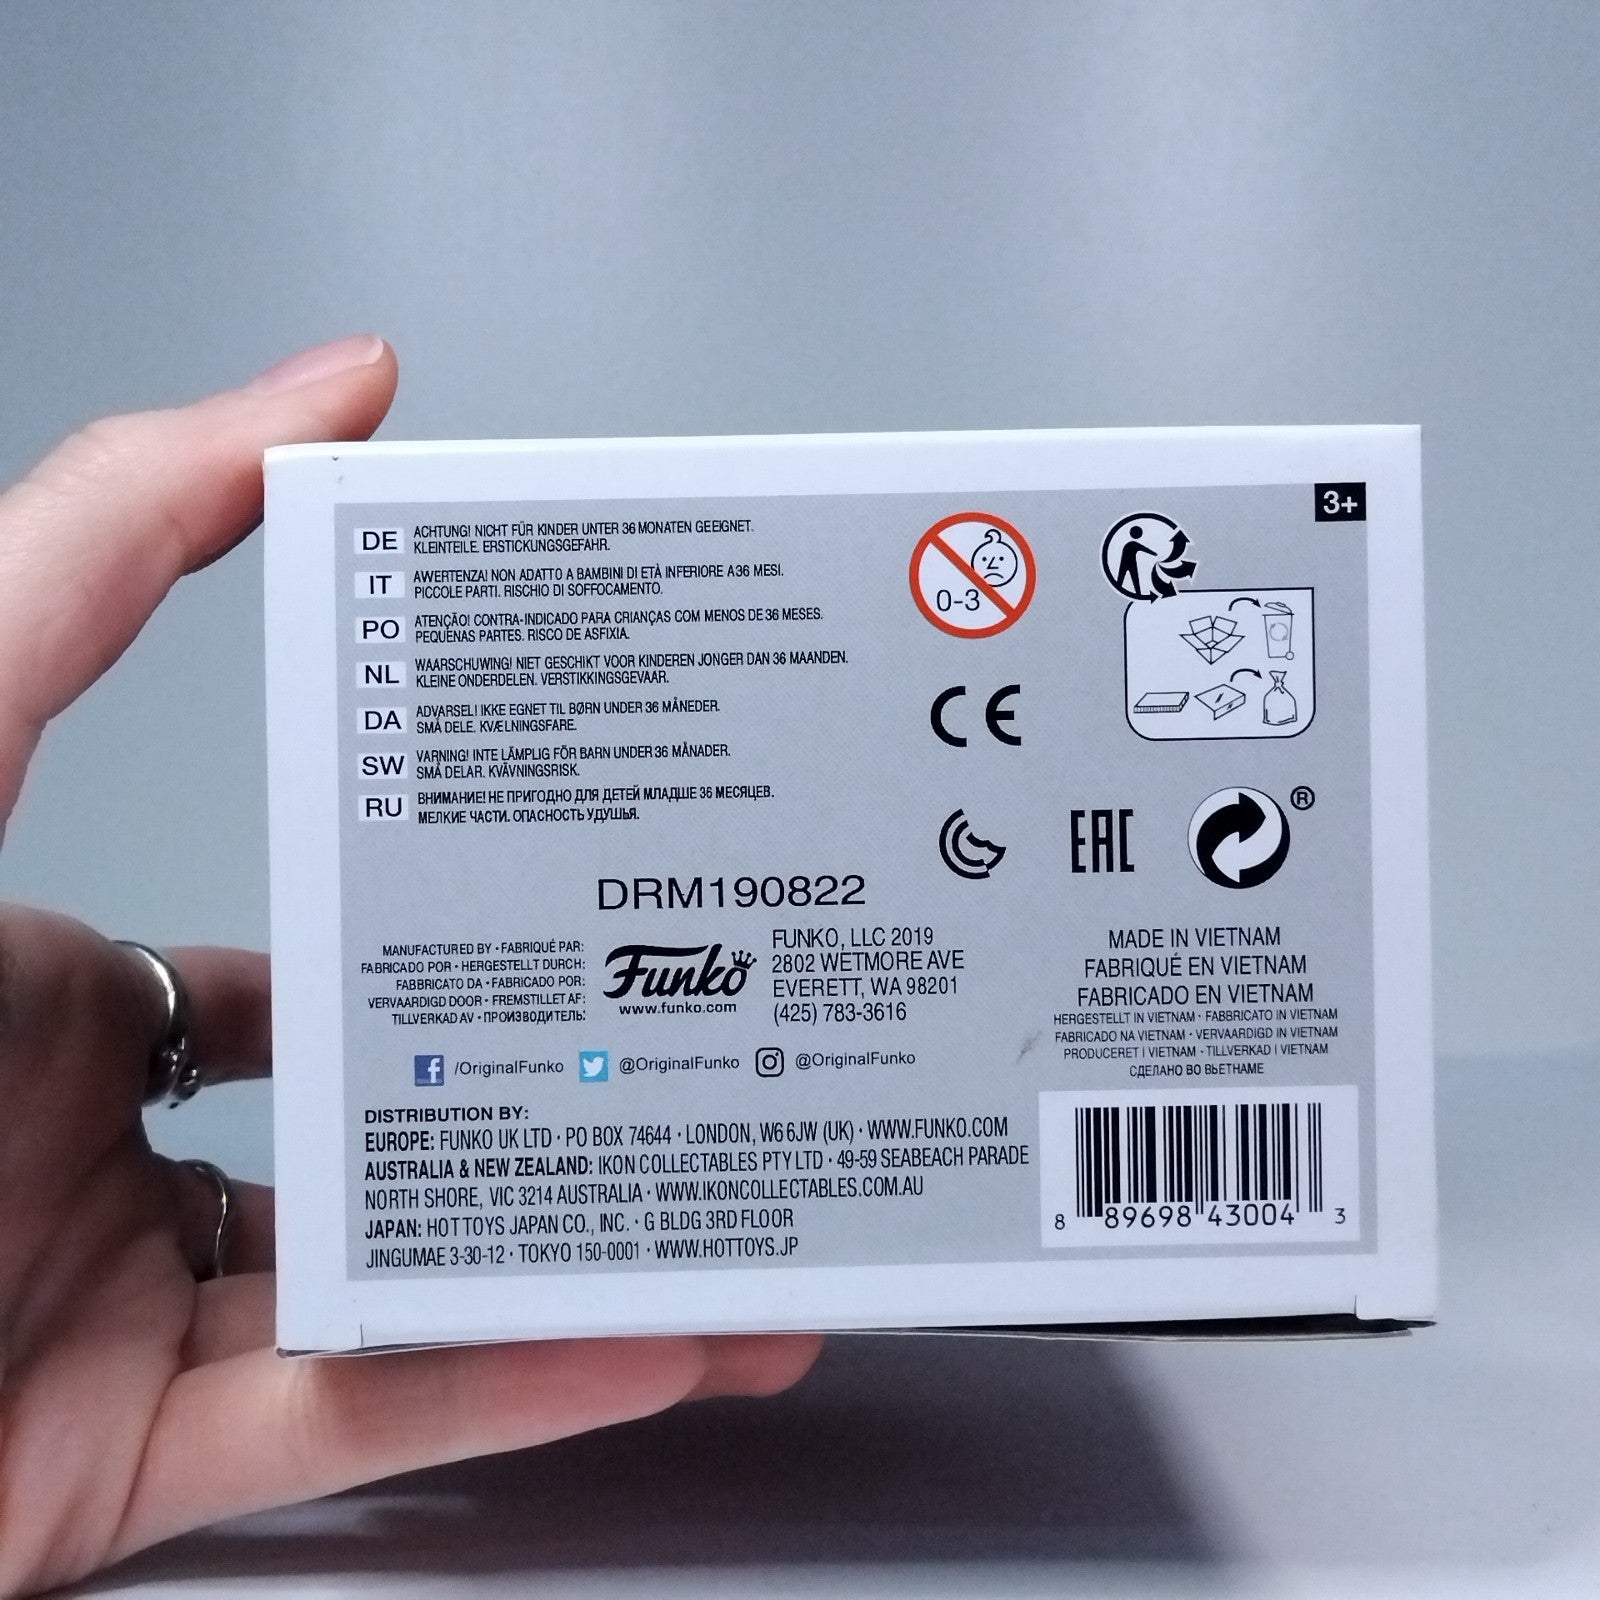 3+
DE ACHTUNG! NICHT FÜR KINDER UNTER 36 MONATEN GEEIGNET.
KLEINTEILE. ERSTICKUNGSGEFAHR.
IT AWERTENZA! NON ADATTO A BAMBINI DI ETÀ INFERIORE A 36 MESI.
PICCOLE PARTI. RISCHIO DI SOFFOCAMENTO.
PO ATENÇÃO! CONTRA-INDICADO PARA CRIANÇAS COM MENOS DE 36 MESES.
PEQUENAS PARTES. RISCO DE ASFIXIA.
NL WAARSCHUWING! NIET GESCHIKT VOOR KINDEREN JONGER DAN 36 MAANDEN.
KLEINE ONDERDELEN. VERSTIKKINGSGEVAAR.
DA ADVARSEL! IKKE EGNET TIL BØRN UNDER 36 MÅNEDER.
SMÅ DELE. KVÆLNINGSFARE.
SW VARNING! INTE LÄMPLIG FÖR BARN UNDER 36 MÅNADER.
SMÅ DELAR. KVÄVNINGSRISK.
RU ВНИМАНИЕ! НЕ ПРИГОДНО ДЛЯ ДЕТЕЙ МЛАДШЕ 36 МЕСЯЦЕВ.
МЕЛКИЕ ЧАСТИ. ОПАСНОСТЬ УДУШЬЯ.
0-3
CE
EAC
®
DRM190822
MANUFACTURED BY • FABRIQUÉ PAR:
FABRICADO POR • HERGESTELLT DURCH:
FABBRICATO DA • FABRICADO POR:
VERVAARDIGD DOOR • FREMSTILLET AF:
TILLVERKAD AV • ПРОИЗВОДИТЕЛЬ:
Funko
www.funko.com
FUNKO, LLC 2019
2802 WETMORE AVE
EVERETT, WA 98201
(425) 783-3616
MADE IN VIETNAM
FABRIQUÉ EN VIETNAM
FABRICADO EN VIETNAM
HERGESTELLT IN VIETNAM • FABBRICATO IN VIETNAM
FABRICADO NA VIETNAM • VERVAARDIGD IN VIETNAM
PRODUCERET I VIETNAM • TILLVERKAD I VIETNAM
СДЕЛАНО ВО ВЬЕТНАМЕ
/OriginalFunko @OriginalFunko @OriginalFunko
DISTRIBUTION BY:
EUROPE: FUNKO UK LTD • PO BOX 74644 • LONDON, W6 6JW (UK) • WWW.FUNKO.COM
AUSTRALIA & NEW ZEALAND: IKON COLLECTABLES PTY LTD • 49-59 SEABEACH PARADE
NORTH SHORE, VIC 3214 AUSTRALIA • WWW.IKONCOLLECTABLES.COM.AU
JAPAN: HOT TOYS JAPAN CO., INC. • G BLDG 3RD FLOOR
JINGUMAE 3-30-12 • TOKYO 150-0001 • WWW.HOTTOYS.JP
8 89698 43004 3